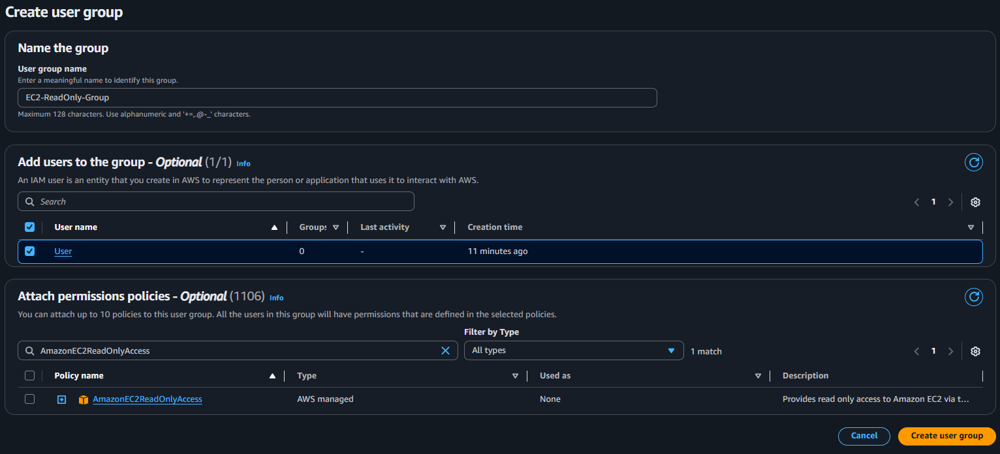 Create user group
Name the group
User group name
Enter a meaningful name to identify this group.
EC2-ReadOnly-Group
Maximum 128 characters. Use alphanumeric and '+=,.@-_' characters.
Add users to the group - Optional (1/1) Info
An IAM user is an entity that you create in AWS to represent the person or application that uses it to interact with AWS.
Search
1
User name Groups Last activity Creation time
User 0 - 11 minutes ago
Attach permissions policies - Optional (1106) Info
You can attach up to 10 policies to this user group. All the users in this group will have permissions that are defined in the selected policies.
Filter by Type
AmazonEC2ReadOnlyAccess All types 1 match 1
Policy name Type Used as Description
AmazonEC2ReadOnlyAccess AWS managed None Provides read only access to Amazon EC2 via t...
Cancel Create user group